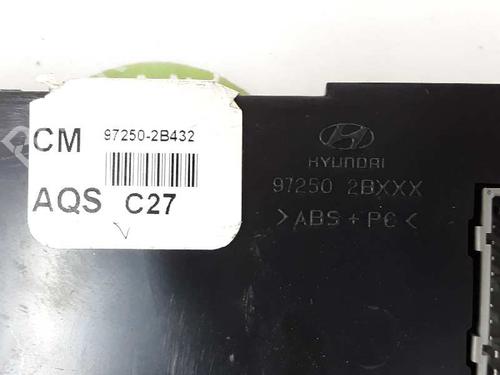 CM 97250-2B432
AQS C27
HYUNDAI
97250 2BXXX
>ABS+PC<